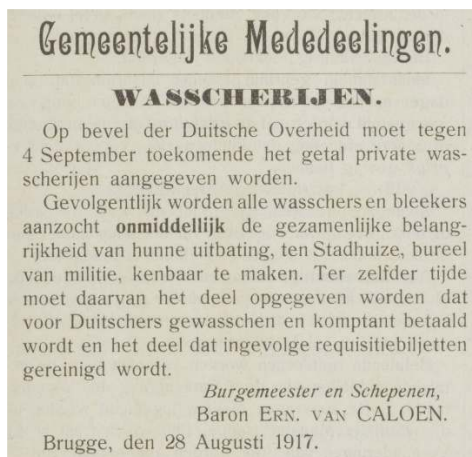 Gemeentelijke Mededeelingen.
WASSCHERIJEN.
Op bevel der Duitsche Overheid moet tegen
4 September toekomende het getal private was-
scherijen aangegeven worden.
Gevolgentlijk worden alle wasschers en bleekers
aanzocht onmiddellijk de gezamenlijke belang-
rijkheid van hunne uitbating, ten Stadhuize, bureel
van militie, kenbaar te maken. Ter zelfder tijde
moet daarvan het deel opgegeven worden dat
voor Duitschers gewasschen en komptant betaald
wordt en het deel dat ingevolge requisitiebiljetten
gereinigd wordt.
Burgemeester en Schepenen,
Baron ERN. VAN CALOEN.
Brugge, den 28 Augusti 1917.